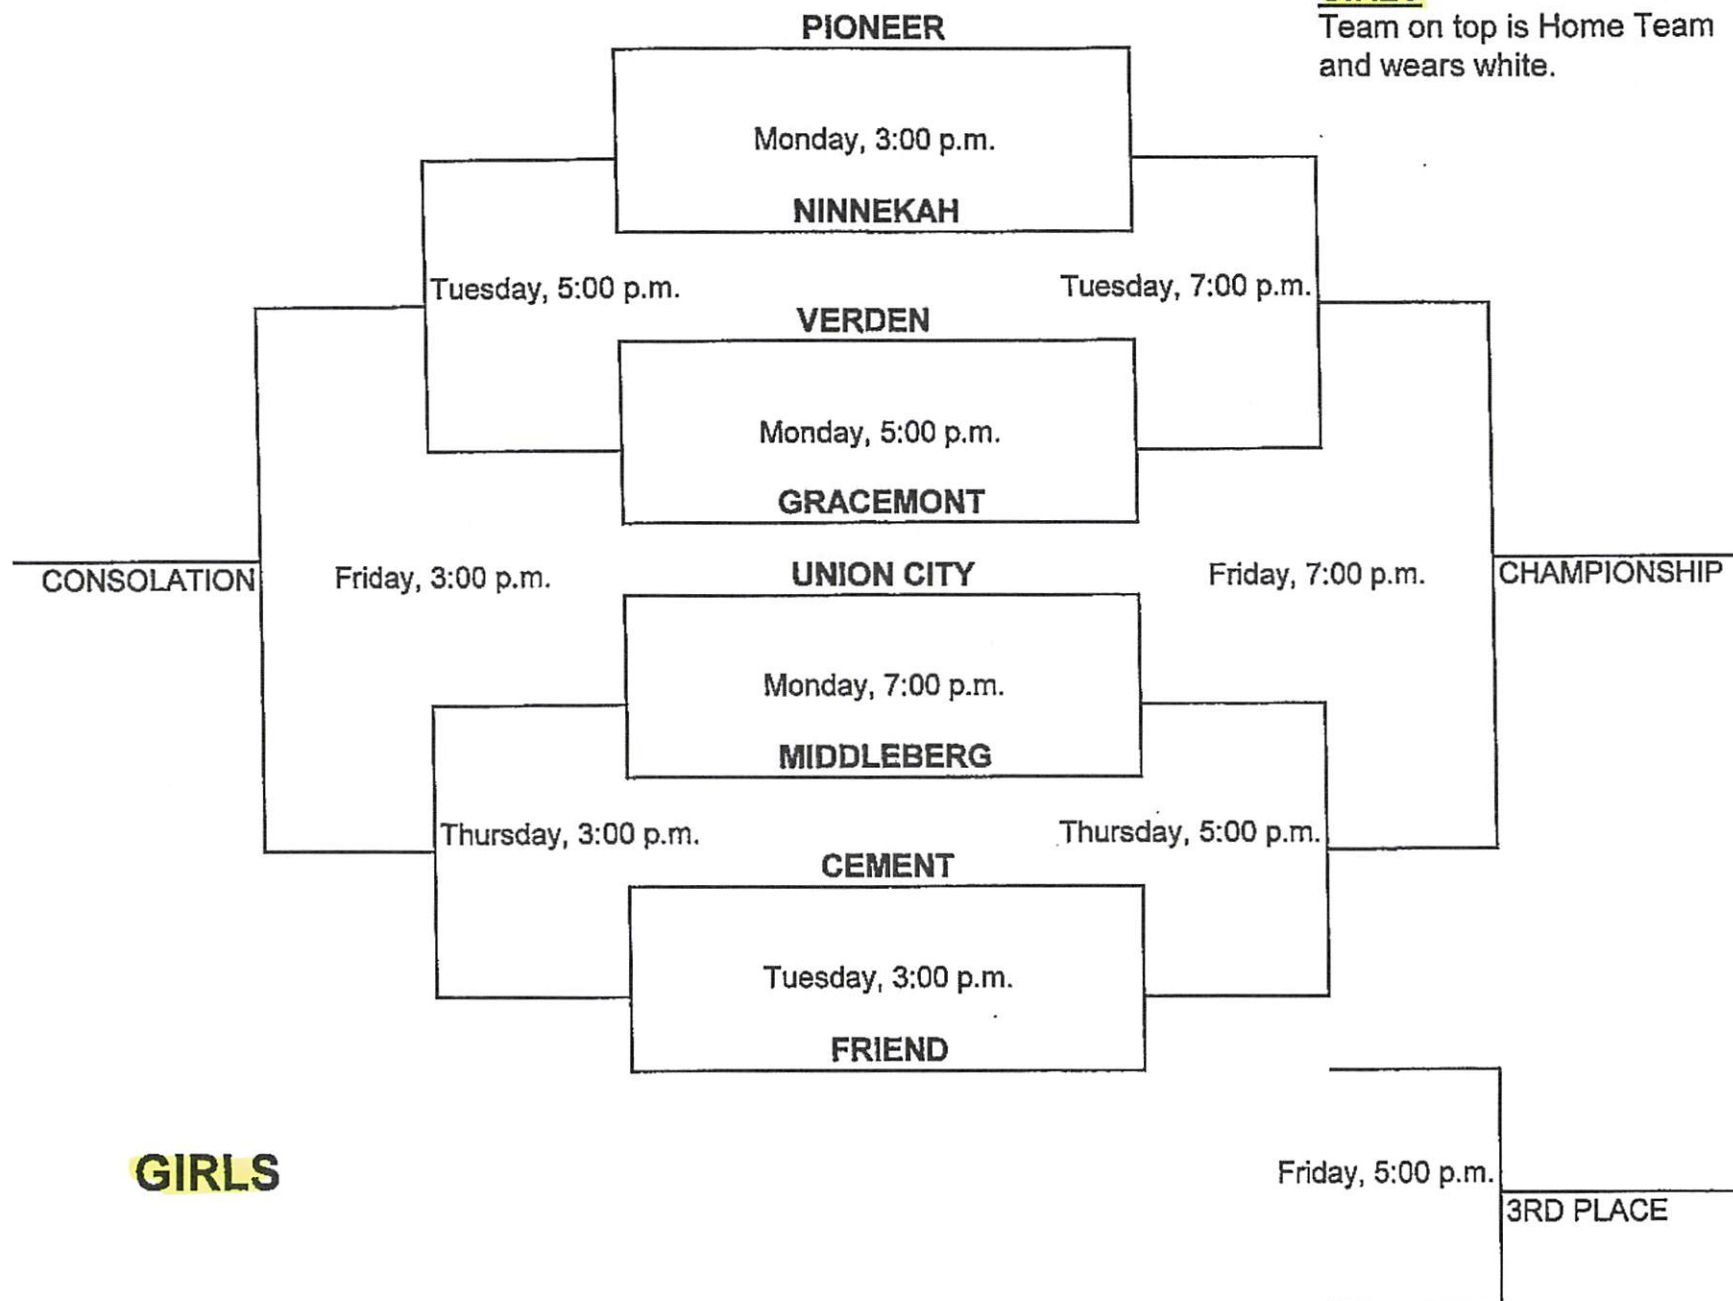 PIONEER
Team on top is Home Team
and wears white.
Monday, 3:00 p.m.
NINNEKAH
Tuesday, 5:00 p.m.
Tuesday, 7:00 p.m.
VERDEN
Monday, 5:00 p.m.
GRACEMONT
CONSOLATION
Friday, 3:00 p.m.
UNION CITY
Friday, 7:00 p.m.
CHAMPIONSHIP
Monday, 7:00 p.m.
MIDDLEBERG
Thursday, 3:00 p.m.
Thursday, 5:00 p.m.
CEMENT
Tuesday, 3:00 p.m.
FRIEND
GIRLS
Friday, 5:00 p.m.
3RD PLACE